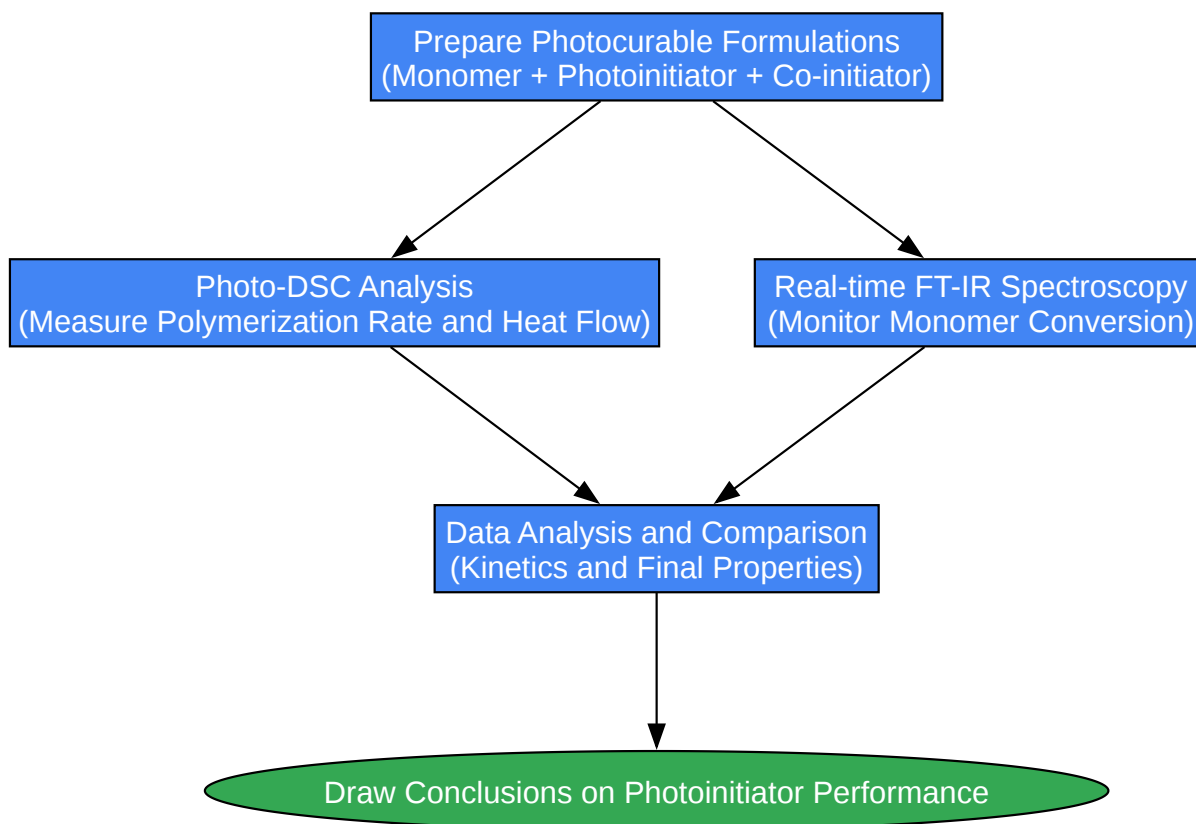 Prepare Photocurable Formulations
(Monomer + Photoinitiator + Co-initiator)
Photo-DSC Analysis
(Measure Polymerization Rate and Heat Flow)
Real-time FT-IR Spectroscopy
(Monitor Monomer Conversion)
Data Analysis and Comparison
(Kinetics and Final Properties)
Draw Conclusions on Photoinitiator Performance